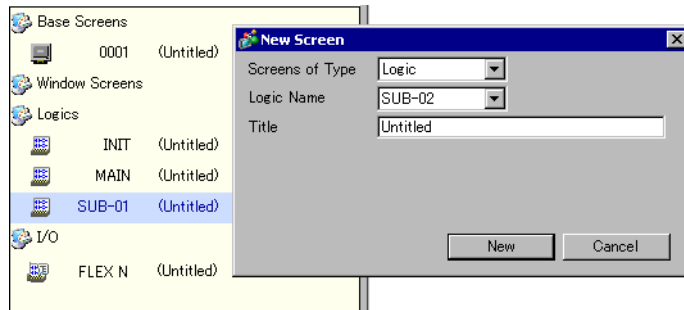 Base Screens
0001 (Untitled)
Window Screens
Logics
INIT (Untitled)
MAIN (Untitled)
SUB-01 (Untitled)
I/O
FLEX N (Untitled)
New Screen
Screens of Type Logic
Logic Name SUB-02
Title Untitled
New Cancel